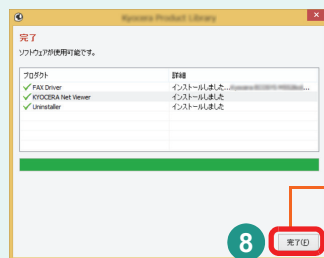 Kyocera Product Library
完了
ソフトウェアが使用可能です。
プロダクト 詳細
FAX Driver インストールしました...
KYOCERA Net Viewer インストールしました
Uninstaller インストールしました
8
完了(F)